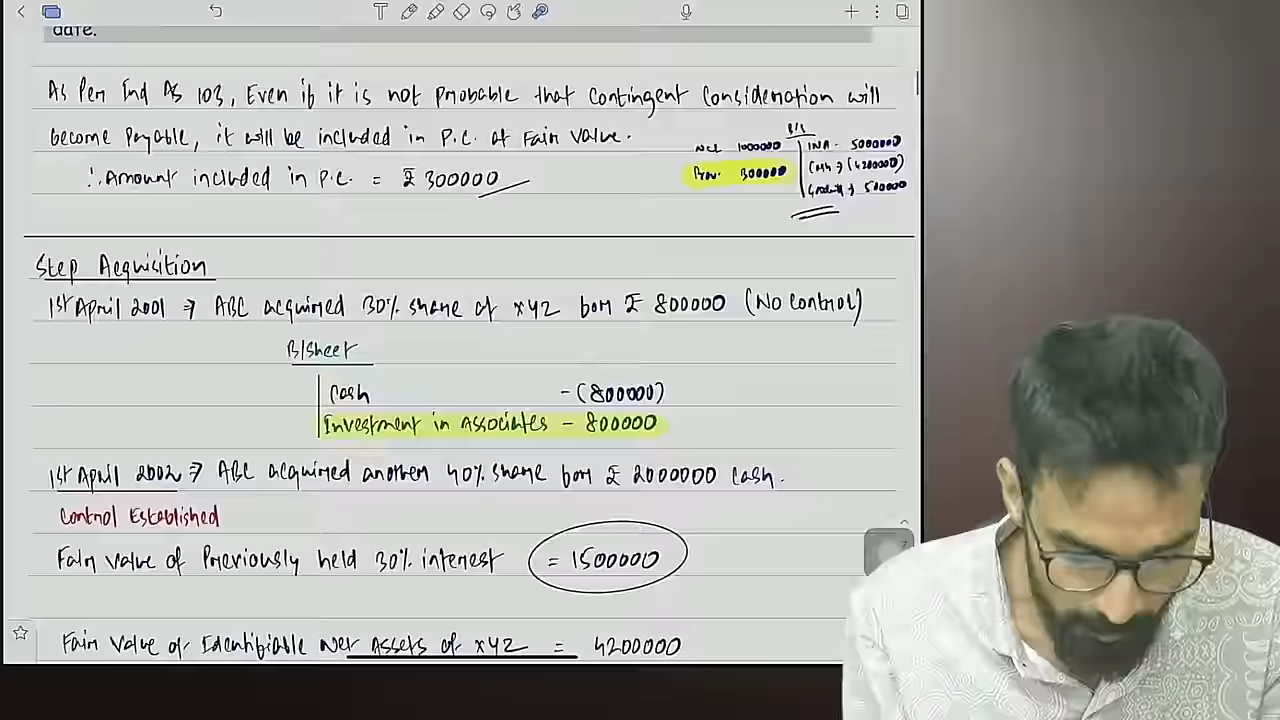 date.
As Per Ind As 103, Even if it is not probable that Contingent Consideration will
become payable, it will be included in P.C. at Fair value.
∴ Amount included in P.C. = ₹ 300000
B/S
NCI 1000000
INA - 5000000
Prov. 300000
Cash → (4200000)
Goodwill → 500000
Step Acquisition
1st April 2001 ⇒ ABC acquired 30% share of XYZ for ₹ 800000 (No Control)
B/Sheet
Cash - (800000)
Investment in Associates - 800000
1st April 2002 ⇒ ABC acquired another 40% share for ₹ 2000000 Cash.
Control Established
Fair value of Previously held 30% interest = 1500000
Fair Value of Identifiable Net Assets of XYZ = 4200000